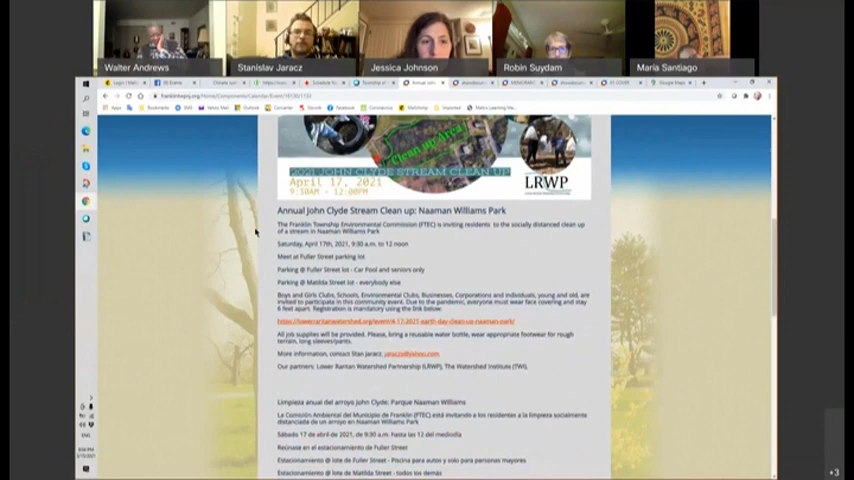 Walter Andrews
Stanislav Jaracz
Jessica Johnson
Robin Suydam
Maria Santiago
Clean up Area
2021 JOHN CLYDE STREAM CLEAN UP
April 17, 2021
9:30AM - 12:00PM
LRWP
Annual John Clyde Stream Clean up: Naaman Williams Park
The Franklin Township Environmental Commission (FTEC) is inviting residents to the socially distanced clean up
of a stream in Naaman Williams Park
Saturday, April 17th, 2021, 9:30 a.m. to 12 noon
Meet at Fuller Street parking lot
Parking @ Fuller Street lot - Car Pool and seniors only
Parking @ Matilda Street lot - everybody else
Boys and Girls Clubs, Schools, Environmental Clubs, Businesses, Corporations and individuals, young and old, are
invited to participate in this community event. Due to the pandemic, everyone must wear face covering and stay
6 feet apart. Registration is mandatory using the link below:
All job supplies will be provided. Please, bring a reusable water bottle, wear appropriate footwear for rough
terrain, long sleeves/pants.
More information, contact Stan Jaracz, jaraczs@yahoo.com
Our partners: Lower Raritan Watershed Partnership (LRWP), The Watershed Institute (TWI).
Limpieza anual del arroyo John Clyde: Parque Naaman Williams
La Comisión Ambiental del Municipio de Franklin (FTEC) está invitando a los residentes a la limpieza socialmente
distanciada de un arroyo en Naaman Williams Park
Sábado 17 de abril de 2021, de 9:30 a.m. hasta las 12 del mediodía
Reúnase en el estacionamiento de Fuller Street
Estacionamiento @ lote de Fuller Street - Piscina para autos y solo para personas mayores
Estacionamiento @ lote de Matilda Street - todos los demás
+3